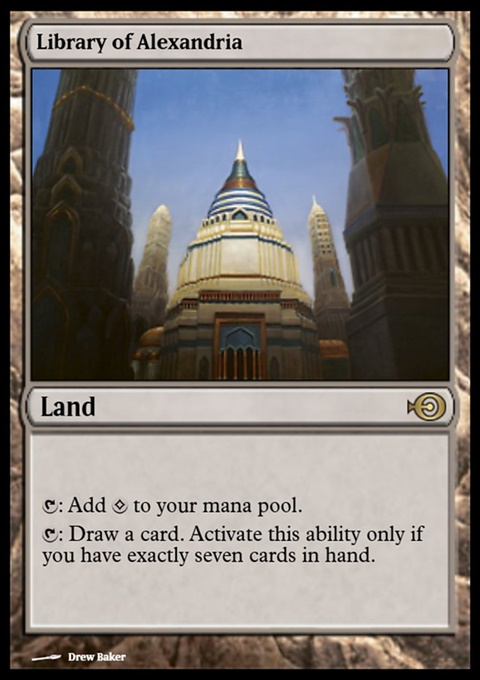 Library of Alexandria
Land
: Add to your mana pool.
: Draw a card. Activate this ability only if
you have exactly seven cards in hand.
Drew Baker